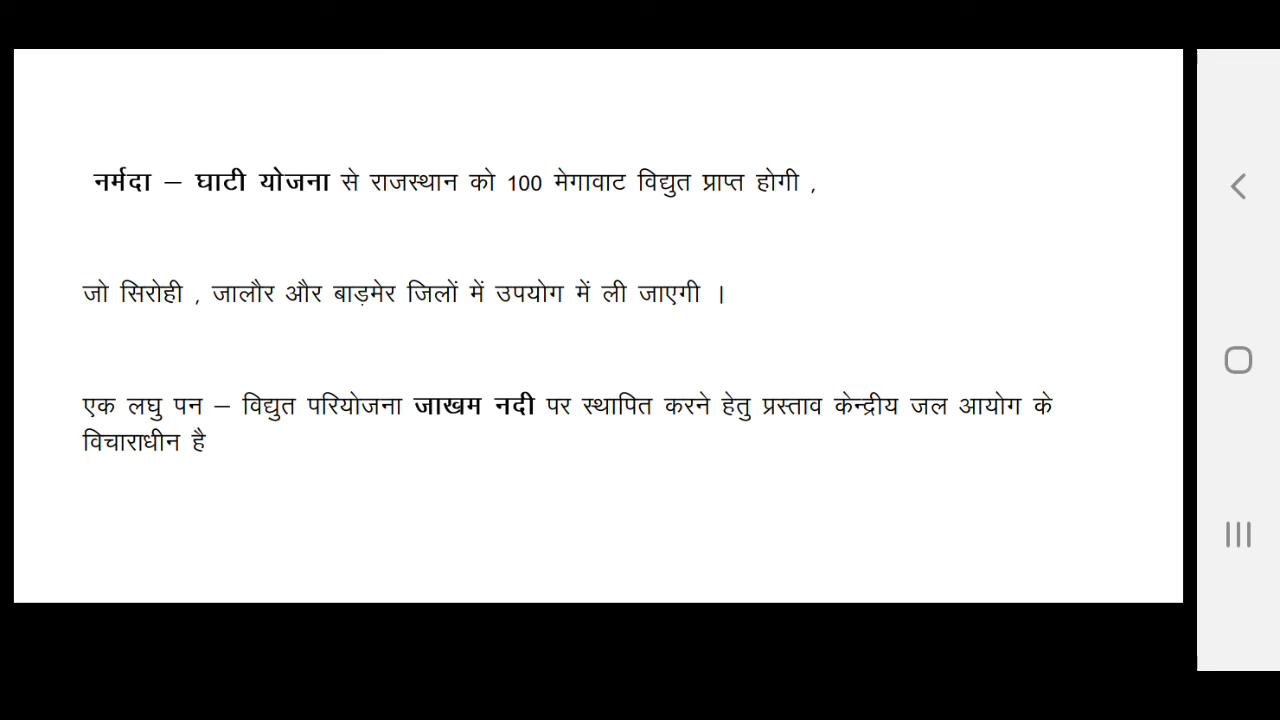 नर्मदा – घाटी योजना से राजस्थान को 100 मेगावाट विद्युत प्राप्त होगी ,
जो सिरोही , जालौर और बाड़मेर जिलों में उपयोग में ली जाएगी ।
एक लघु पन – विद्युत परियोजना जाखम नदी पर स्थापित करने हेतु प्रस्ताव केन्द्रीय जल आयोग के
विचाराधीन है